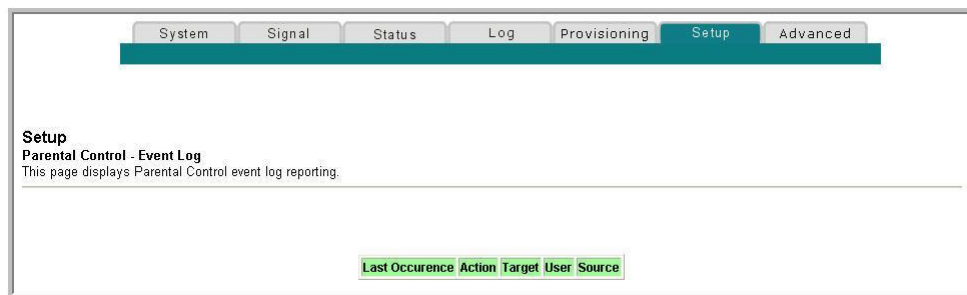 System Signal Status Log Provisioning Setup Advanced
Setup
Parental Control - Event Log
This page displays Parental Control event log reporting.
Last Occurence Action Target User Source